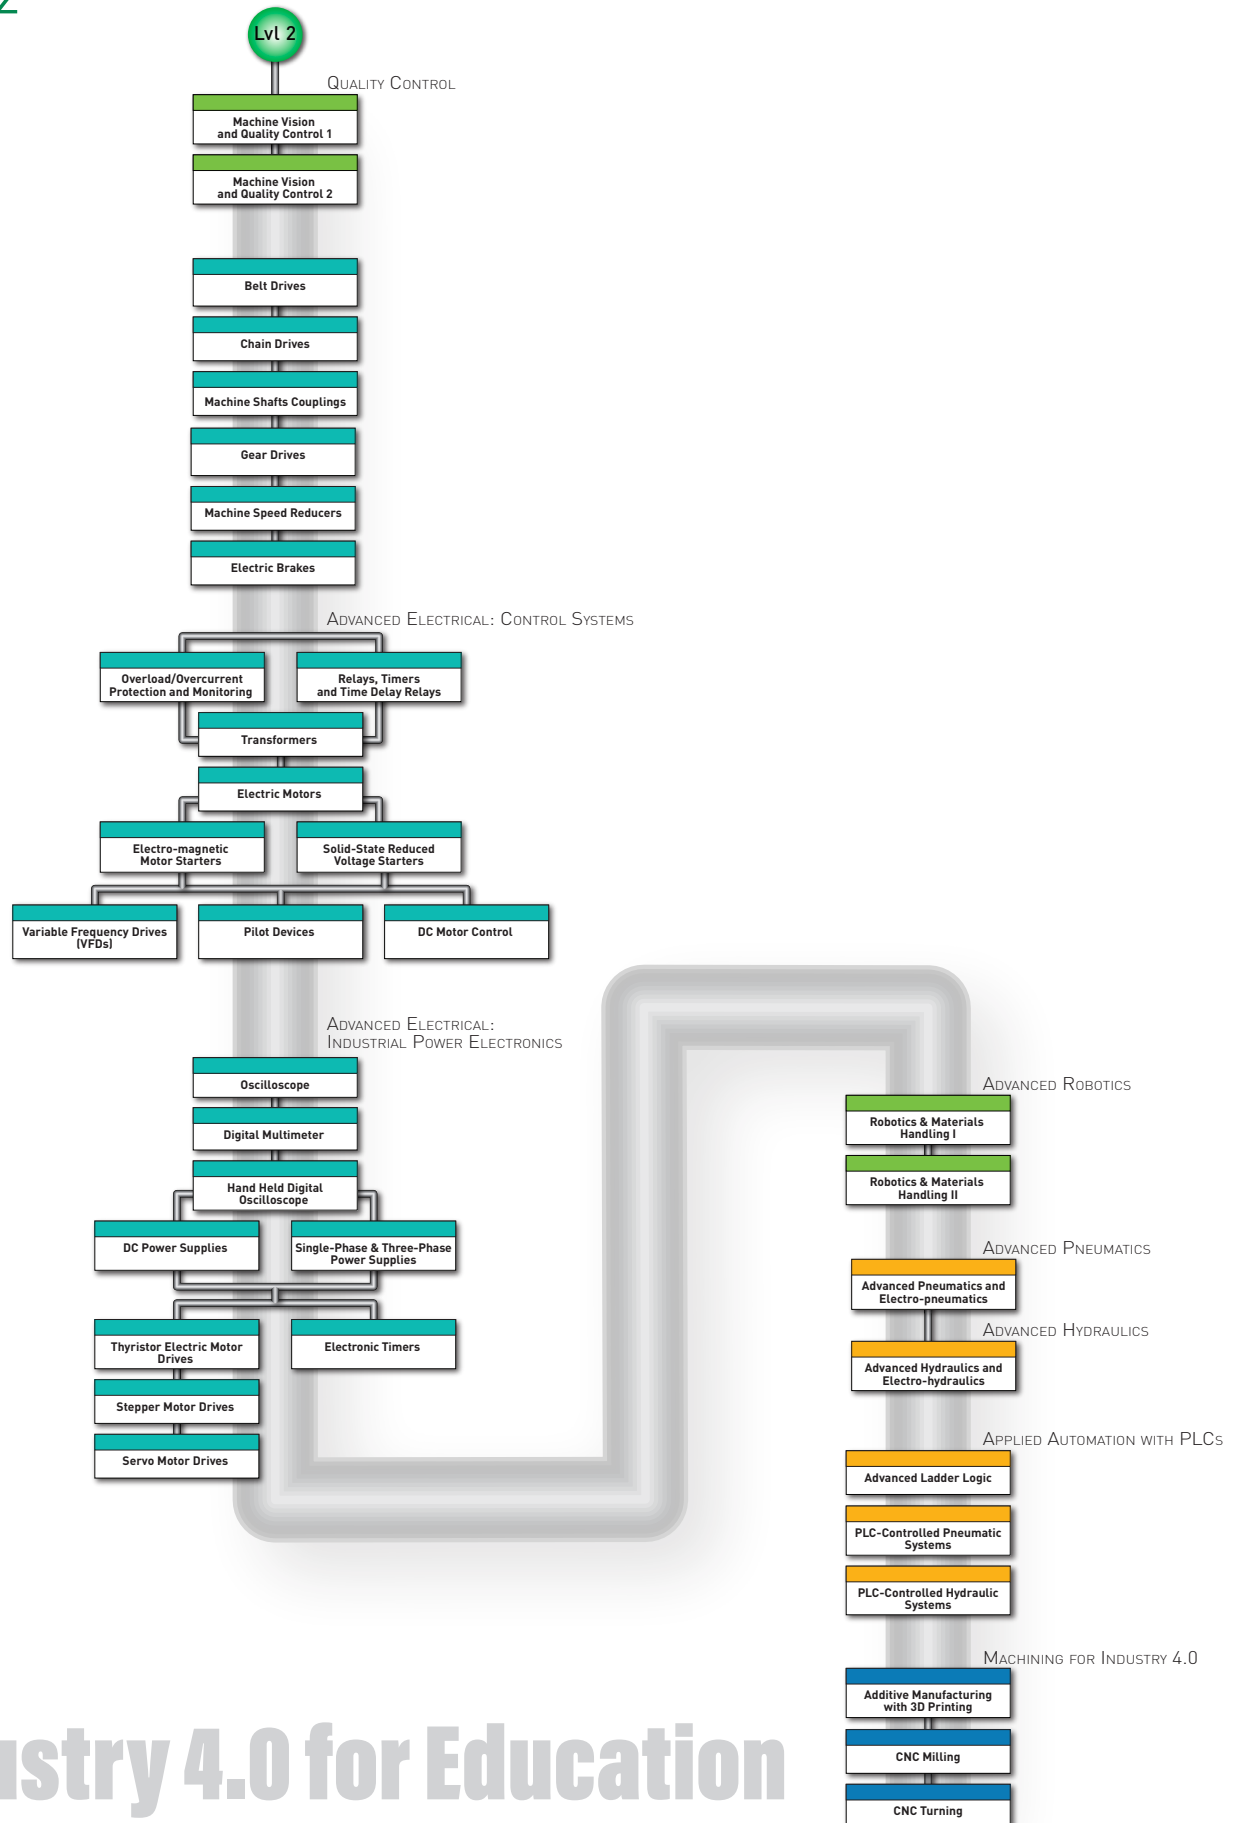 Lvl 2
Quality Control
Machine Vision
and Quality Control 1
Machine Vision
and Quality Control 2
Belt Drives
Chain Drives
Machine Shafts Couplings
Gear Drives
Machine Speed Reducers
Electric Brakes
Advanced Electrical: Control Systems
Overload/Overcurrent
Protection and Monitoring
Relays, Timers
and Time Delay Relays
Transformers
Electric Motors
Electro-magnetic
Motor Starters
Solid-State Reduced
Voltage Starters
Variable Frequency Drives
(VFDs)
Pilot Devices
DC Motor Control
Advanced Electrical:
Industrial Power Electronics
Oscilloscope
Digital Multimeter
Hand Held Digital
Oscilloscope
DC Power Supplies
Single-Phase & Three-Phase
Power Supplies
Thyristor Electric Motor
Drives
Electronic Timers
Stepper Motor Drives
Servo Motor Drives
Advanced Robotics
Robotics & Materials
Handling I
Robotics & Materials
Handling II
Advanced Pneumatics
Advanced Pneumatics and
Electro-pneumatics
Advanced Hydraulics
Advanced Hydraulics and
Electro-hydraulics
Applied Automation with PLCs
Advanced Ladder Logic
PLC-Controlled Pneumatic
Systems
PLC-Controlled Hydraulic
Systems
Machining for Industry 4.0
Additive Manufacturing
with 3D Printing
CNC Milling
CNC Turning
ustry 4.0 for Education